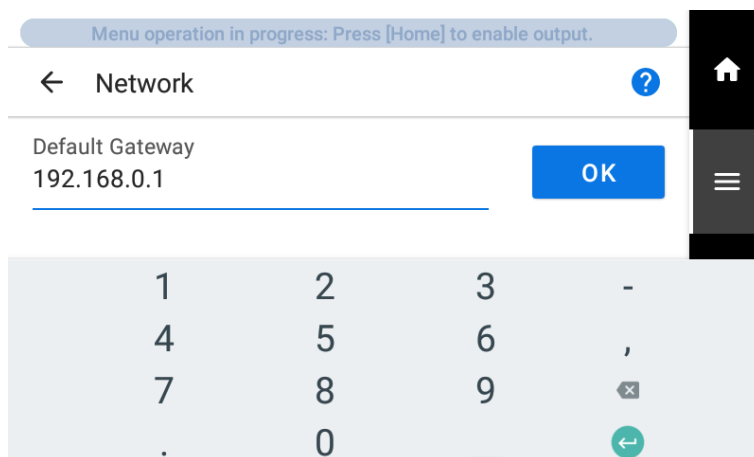 Menu operation in progress: Press [Home] to enable output.
Network
?
Default Gateway
192.168.0.1
OK
1 2 3 -
4 5 6 ,
7 8 9
. 0